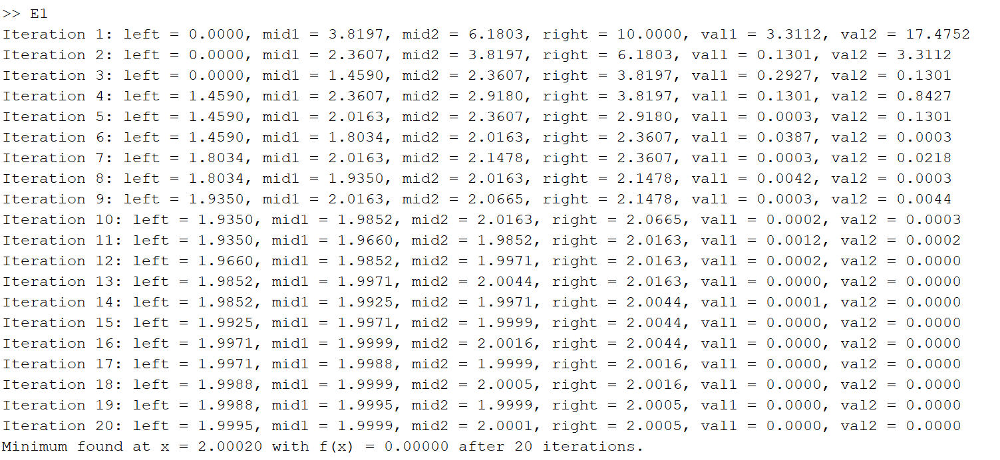 >> E1
Iteration 1: left = 0.0000, mid1 = 3.8197, mid2 = 6.1803, right = 10.0000, val1 = 3.3112, val2 = 17.4752
Iteration 2: left = 0.0000, mid1 = 2.3607, mid2 = 3.8197, right = 6.1803, val1 = 0.1301, val2 = 3.3112
Iteration 3: left = 0.0000, mid1 = 1.4590, mid2 = 2.3607, right = 3.8197, val1 = 0.2927, val2 = 0.1301
Iteration 4: left = 1.4590, mid1 = 2.3607, mid2 = 2.9180, right = 3.8197, val1 = 0.1301, val2 = 0.8427
Iteration 5: left = 1.4590, mid1 = 2.0163, mid2 = 2.3607, right = 2.9180, val1 = 0.0003, val2 = 0.1301
Iteration 6: left = 1.4590, mid1 = 1.8034, mid2 = 2.0163, right = 2.3607, val1 = 0.0387, val2 = 0.0003
Iteration 7: left = 1.8034, mid1 = 2.0163, mid2 = 2.1478, right = 2.3607, val1 = 0.0003, val2 = 0.0218
Iteration 8: left = 1.8034, mid1 = 1.9350, mid2 = 2.0163, right = 2.1478, val1 = 0.0042, val2 = 0.0003
Iteration 9: left = 1.9350, mid1 = 2.0163, mid2 = 2.0665, right = 2.1478, val1 = 0.0003, val2 = 0.0044
Iteration 10: left = 1.9350, mid1 = 1.9852, mid2 = 2.0163, right = 2.0665, val1 = 0.0002, val2 = 0.0003
Iteration 11: left = 1.9350, mid1 = 1.9660, mid2 = 1.9852, right = 2.0163, val1 = 0.0012, val2 = 0.0002
Iteration 12: left = 1.9660, mid1 = 1.9852, mid2 = 1.9971, right = 2.0163, val1 = 0.0002, val2 = 0.0000
Iteration 13: left = 1.9852, mid1 = 1.9971, mid2 = 2.0044, right = 2.0163, val1 = 0.0000, val2 = 0.0000
Iteration 14: left = 1.9852, mid1 = 1.9925, mid2 = 1.9971, right = 2.0044, val1 = 0.0001, val2 = 0.0000
Iteration 15: left = 1.9925, mid1 = 1.9971, mid2 = 1.9999, right = 2.0044, val1 = 0.0000, val2 = 0.0000
Iteration 16: left = 1.9971, mid1 = 1.9999, mid2 = 2.0016, right = 2.0044, val1 = 0.0000, val2 = 0.0000
Iteration 17: left = 1.9971, mid1 = 1.9988, mid2 = 1.9999, right = 2.0016, val1 = 0.0000, val2 = 0.0000
Iteration 18: left = 1.9988, mid1 = 1.9999, mid2 = 2.0005, right = 2.0016, val1 = 0.0000, val2 = 0.0000
Iteration 19: left = 1.9988, mid1 = 1.9995, mid2 = 1.9999, right = 2.0005, val1 = 0.0000, val2 = 0.0000
Iteration 20: left = 1.9995, mid1 = 1.9999, mid2 = 2.0001, right = 2.0005, val1 = 0.0000, val2 = 0.0000
Minimum found at x = 2.00020 with f(x) = 0.00000 after 20 iterations.